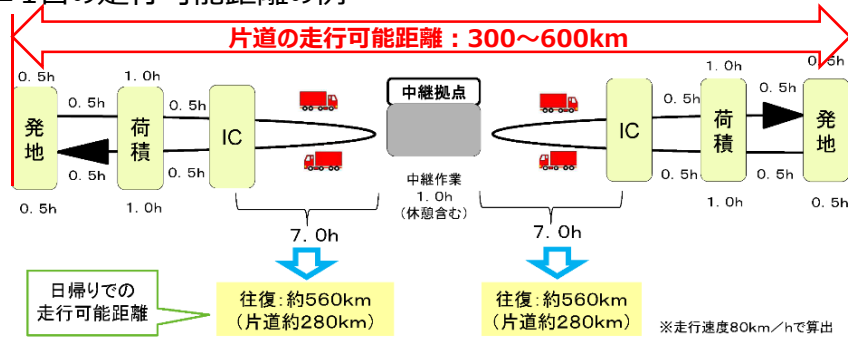 片道の走行可能距離：300～600km
0.5h
1.0h
1.0h
0.5h
0.5h
0.5h
0.5h
0.5h
発地
荷積
IC
中継拠点
IC
荷積
発地
0.5h
0.5h
0.5h
0.5h
0.5h
1.0h
中継作業
1.0h
(休憩含む)
1.0h
0.5h
7.0h
7.0h
日帰りでの
走行可能距離
往復：約560km
(片道約280km)
往復：約560km
(片道約280km)
※走行速度80km/hで算出